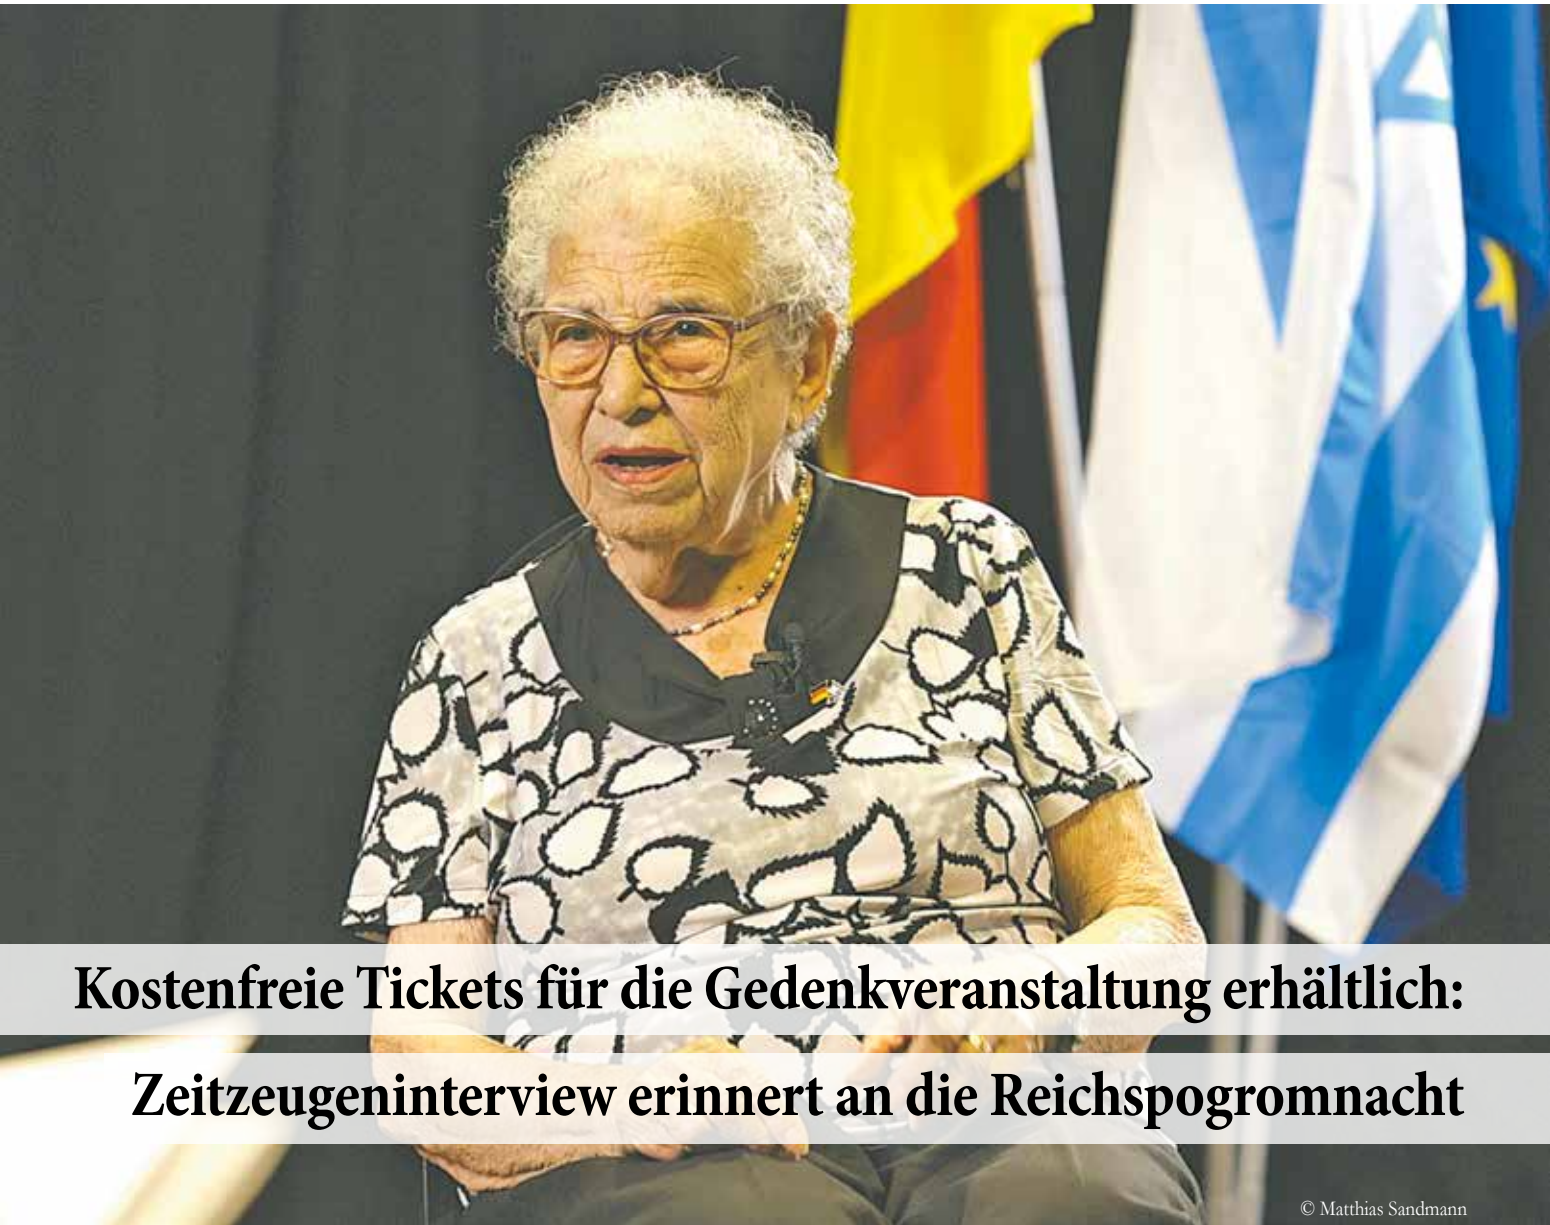 Kostenfreie Tickets für die Gedenkveranstaltung erhältlich:
Zeitzeugeninterview erinnert an die Reichspogromnacht
© Matthias Sandmann